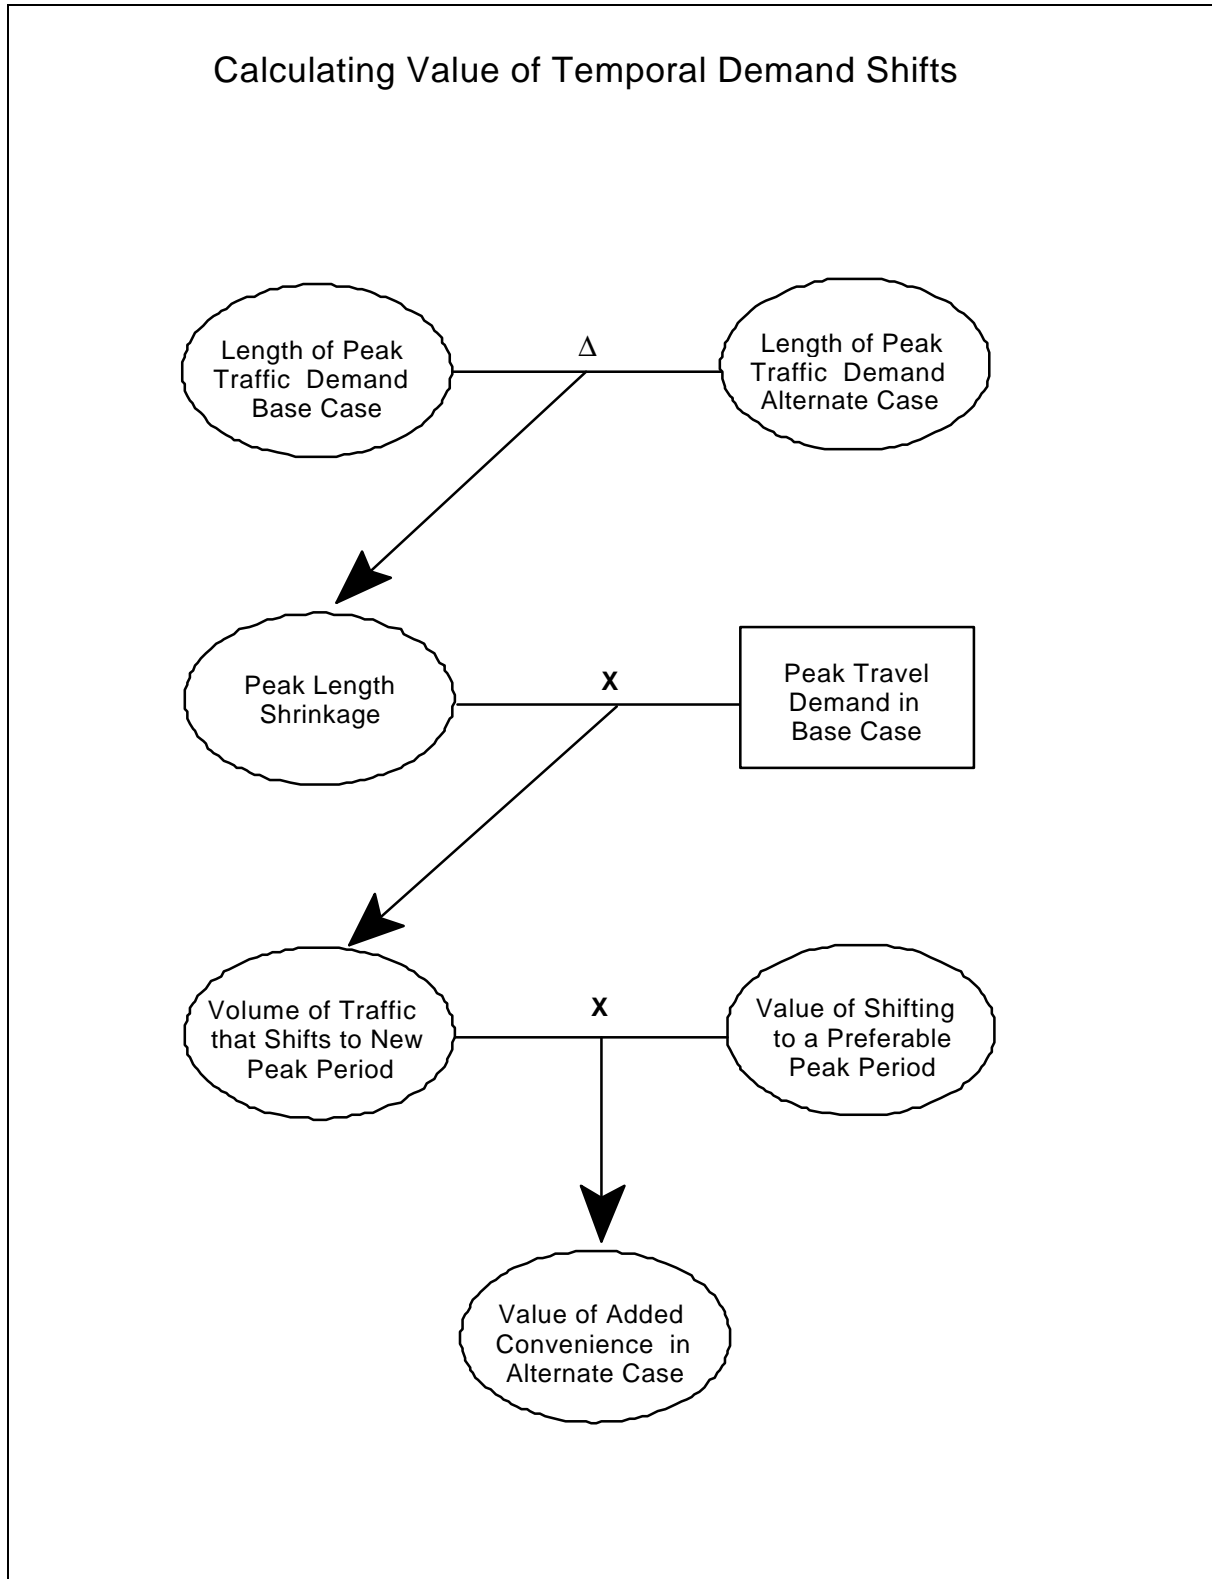 Calculating Value of Temporal Demand Shifts
Length of Peak
Traffic Demand
Base Case
Δ
Length of Peak
Traffic Demand
Alternate Case
Peak Length
Shrinkage
X
Peak Travel
Demand in
Base Case
Volume of Traffic
that Shifts to New
Peak Period
X
Value of Shifting
to a Preferable
Peak Period
Value of Added
Convenience in
Alternate Case